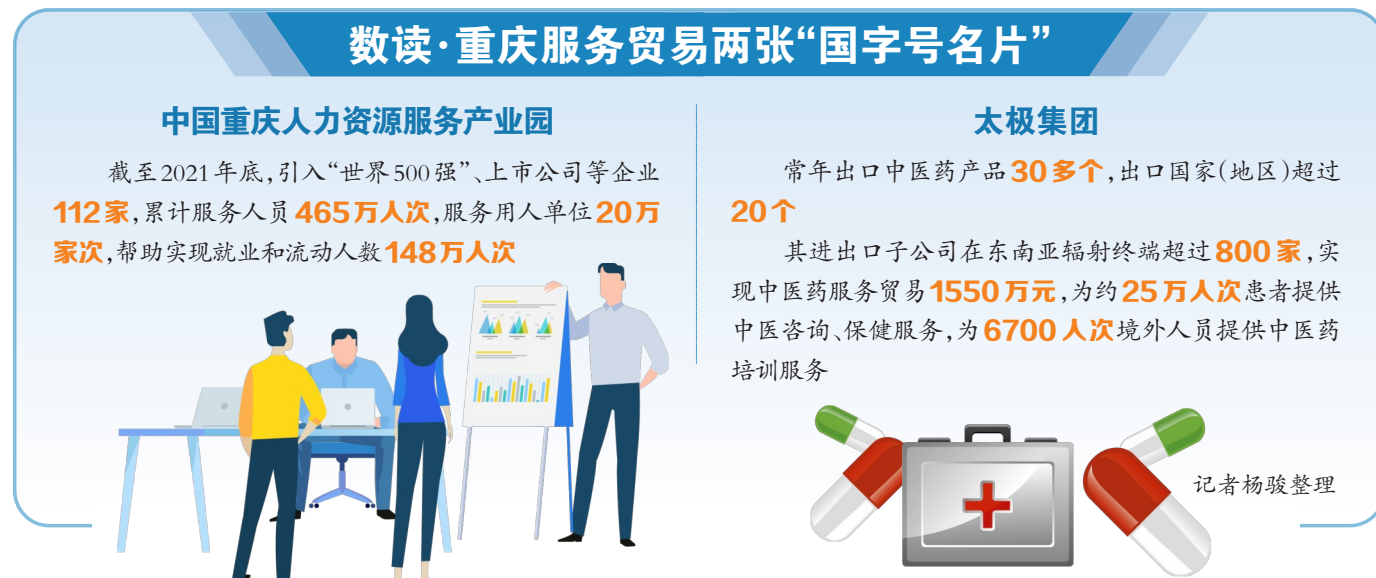 数读·重庆服务贸易两张“国字号名片”
中国重庆人力资源服务产业园
截至2021年底,引入“世界500强”、上市公司等企业
112家,累计服务人员465万人次,服务用人单位20万
家次,帮助实现就业和流动人数148万人次
太极集团
常年出口中医药产品30多个,出口国家(地区)超过
20个
其进出口子公司在东南亚辐射终端超过800家,实
现中医药服务贸易1550万元,为约25万人次患者提供
中医咨询、保健服务,为6700人次境外人员提供中医药
培训服务
记者杨骏整理